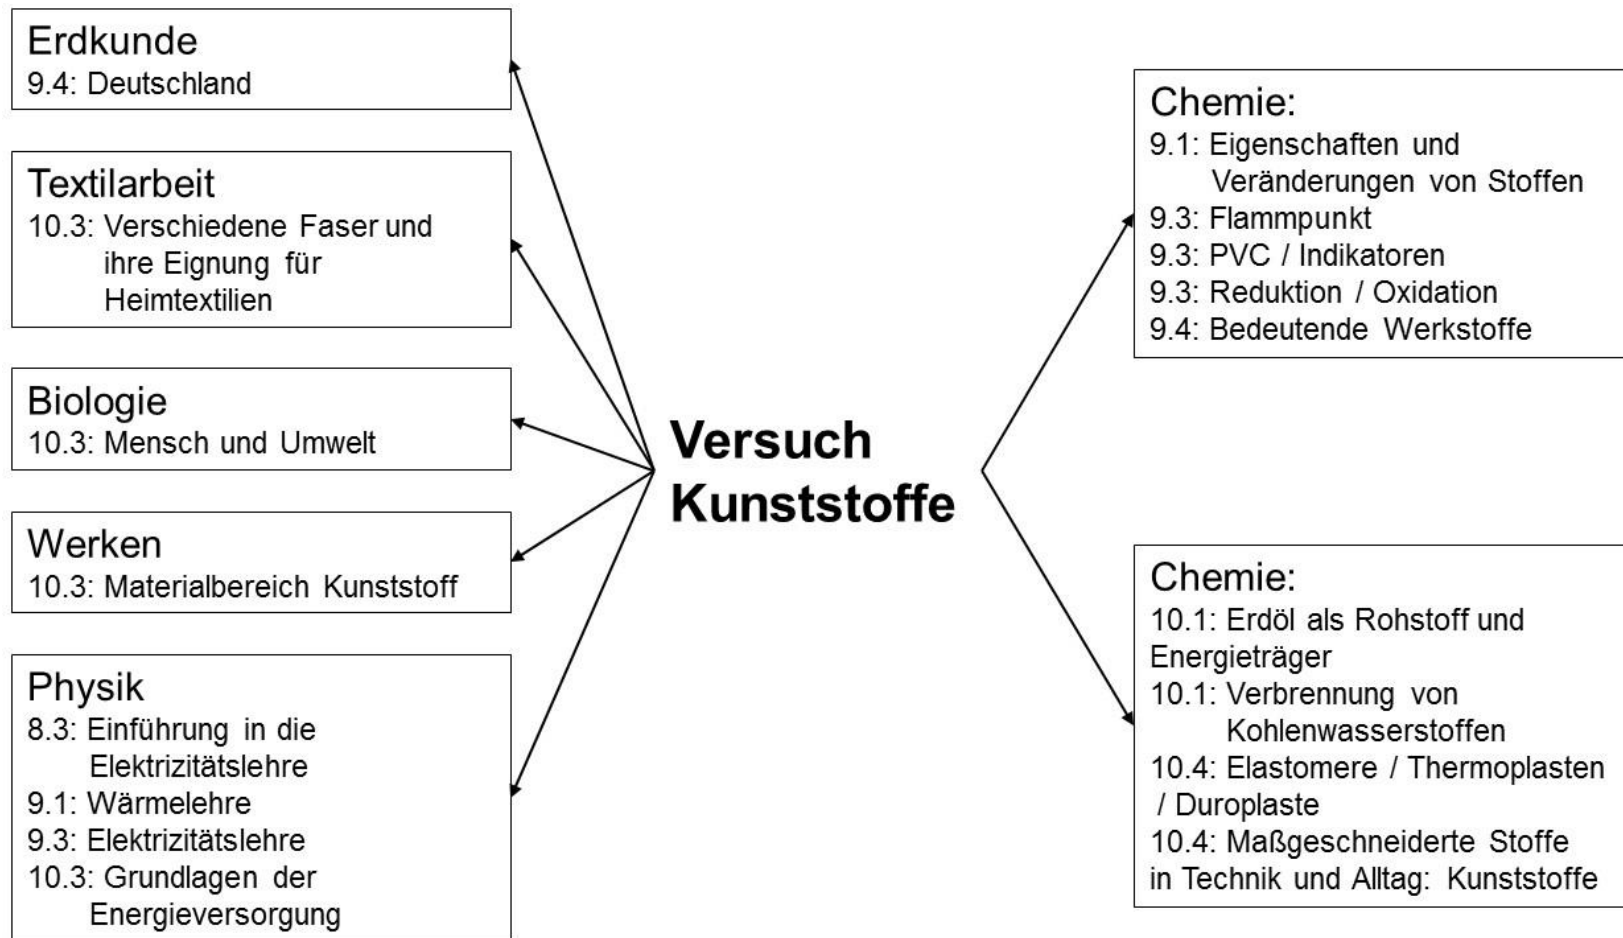 Erdkunde
9.4: Deutschland
Textilarbeit
10.3: Verschiedene Faser und
ihre Eignung für
Heimtextilien
Biologie
10.3: Mensch und Umwelt
Werken
10.3: Materialbereich Kunststoff
Physik
8.3: Einführung in die
Elektrizitätslehre
9.1: Wärmelehre
9.3: Elektrizitätslehre
10.3: Grundlagen der
Energieversorgung
Versuch
Kunststoffe
Chemie:
9.1: Eigenschaften und
Veränderungen von Stoffen
9.3: Flammpunkt
9.3: PVC / Indikatoren
9.3: Reduktion / Oxidation
9.4: Bedeutende Werkstoffe
Chemie:
10.1: Erdöl als Rohstoff und
Energieträger
10.1: Verbrennung von
Kohlenwasserstoffen
10.4: Elastomere / Thermoplasten
/ Duroplaste
10.4: Maßgeschneiderte Stoffe
in Technik und Alltag: Kunststoffe